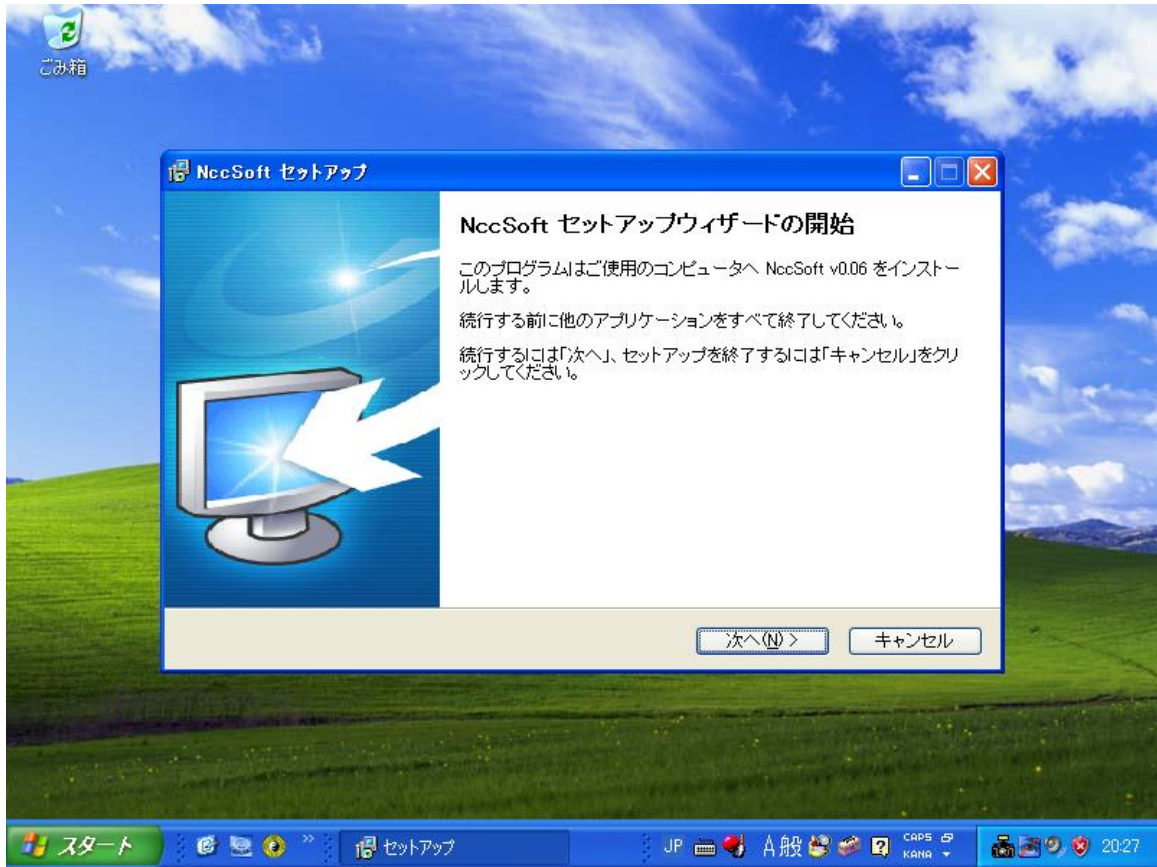 ごみ箱
NccSoft セットアップ
NccSoft セットアップウィザードの開始
このプログラムはご使用のコンピュータへ NccSoft v0.06 をインストー
ルします。
続行する前に他のアプリケーションをすべて終了してください。
続行するには「次へ」、セットアップを終了するには「キャンセル」をクリ
ックしてください。
次へ(N) >
キャンセル
スタート
セットアップ
JP
A般
CAPS
KANA
20:27